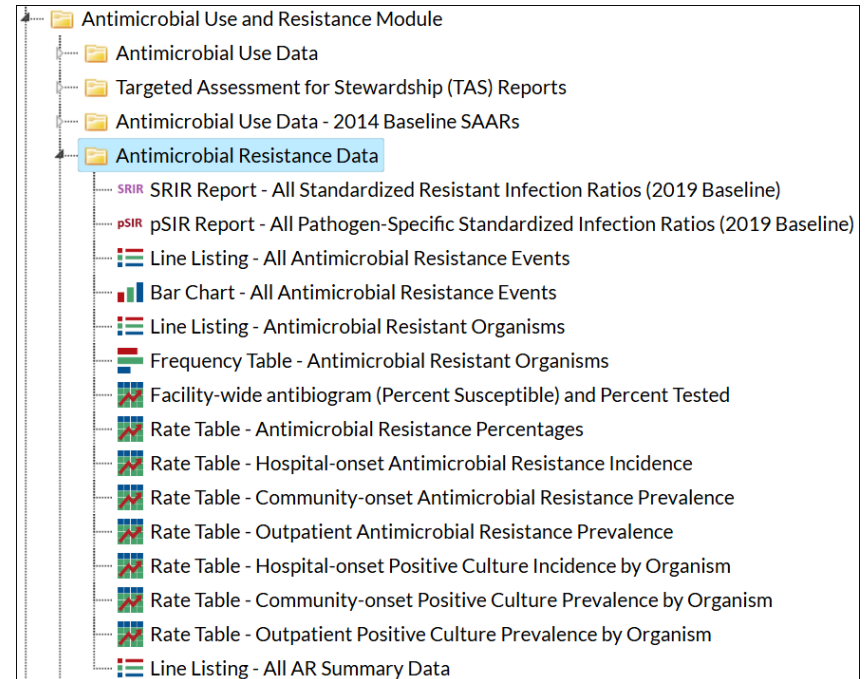 Antimicrobial Use and Resistance Module
Antimicrobial Use Data
Targeted Assessment for Stewardship (TAS) Reports
Antimicrobial Use Data - 2014 Baseline SAARs
Antimicrobial Resistance Data
SRIR SRIR Report - All Standardized Resistant Infection Ratios (2019 Baseline)
pSIR pSIR Report - All Pathogen-Specific Standardized Infection Ratios (2019 Baseline)
Line Listing - All Antimicrobial Resistance Events
Bar Chart - All Antimicrobial Resistance Events
Line Listing - Antimicrobial Resistant Organisms
Frequency Table - Antimicrobial Resistant Organisms
Facility-wide antibiogram (Percent Susceptible) and Percent Tested
Rate Table - Antimicrobial Resistance Percentages
Rate Table - Hospital-onset Antimicrobial Resistance Incidence
Rate Table - Community-onset Antimicrobial Resistance Prevalence
Rate Table - Outpatient Antimicrobial Resistance Prevalence
Rate Table - Hospital-onset Positive Culture Incidence by Organism
Rate Table - Community-onset Positive Culture Prevalence by Organism
Rate Table - Outpatient Positive Culture Prevalence by Organism
Line Listing - All AR Summary Data